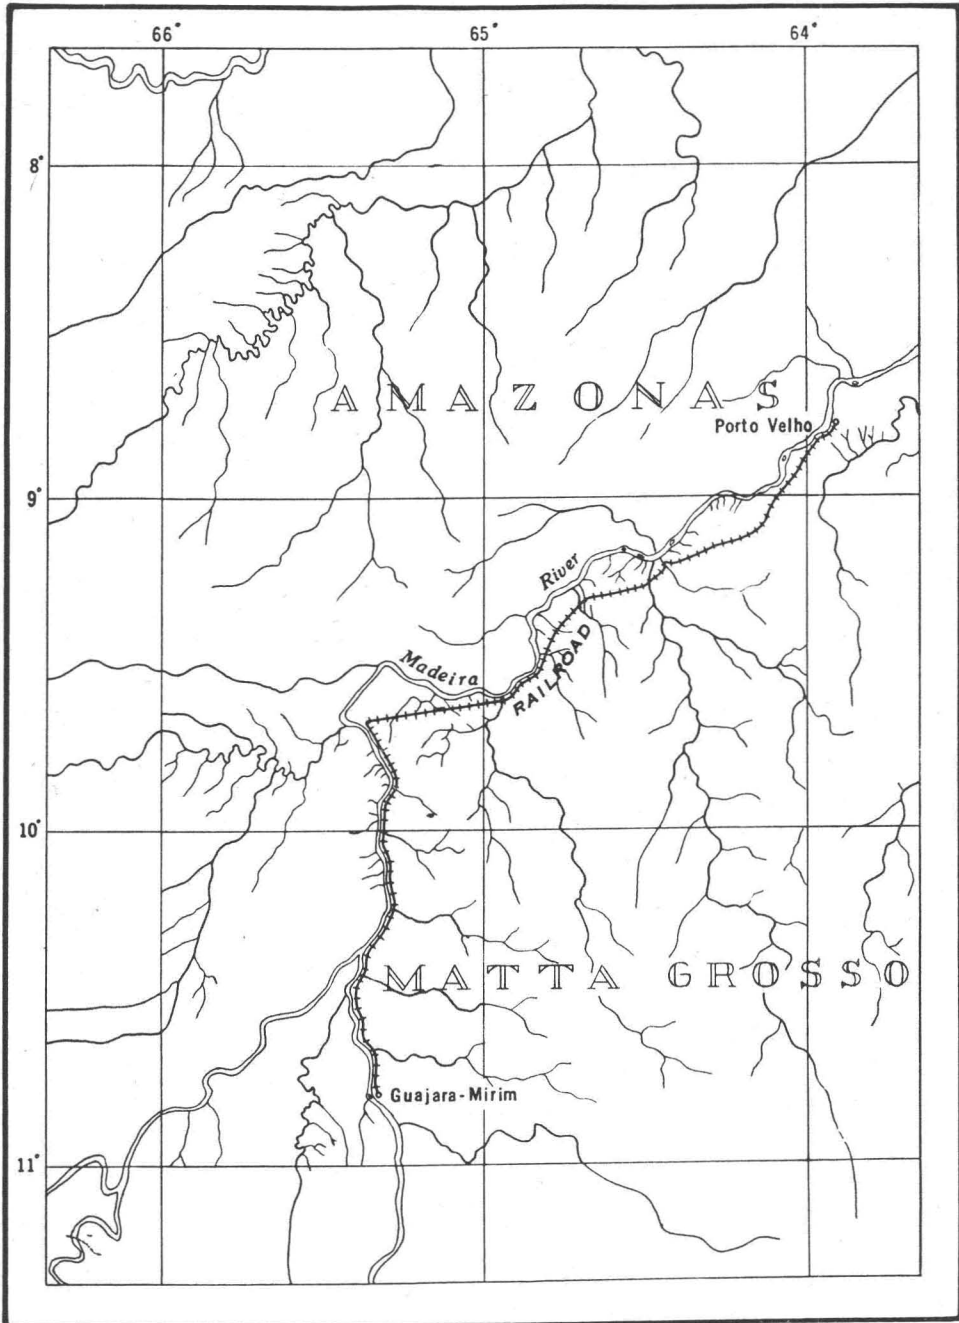 66°
65°
64°
8°
AMAZONAS
Porto Velho
9°
River
Madeira
RAILROAD
10°
MATTA GROSSO
Guajara-Mirim
11°